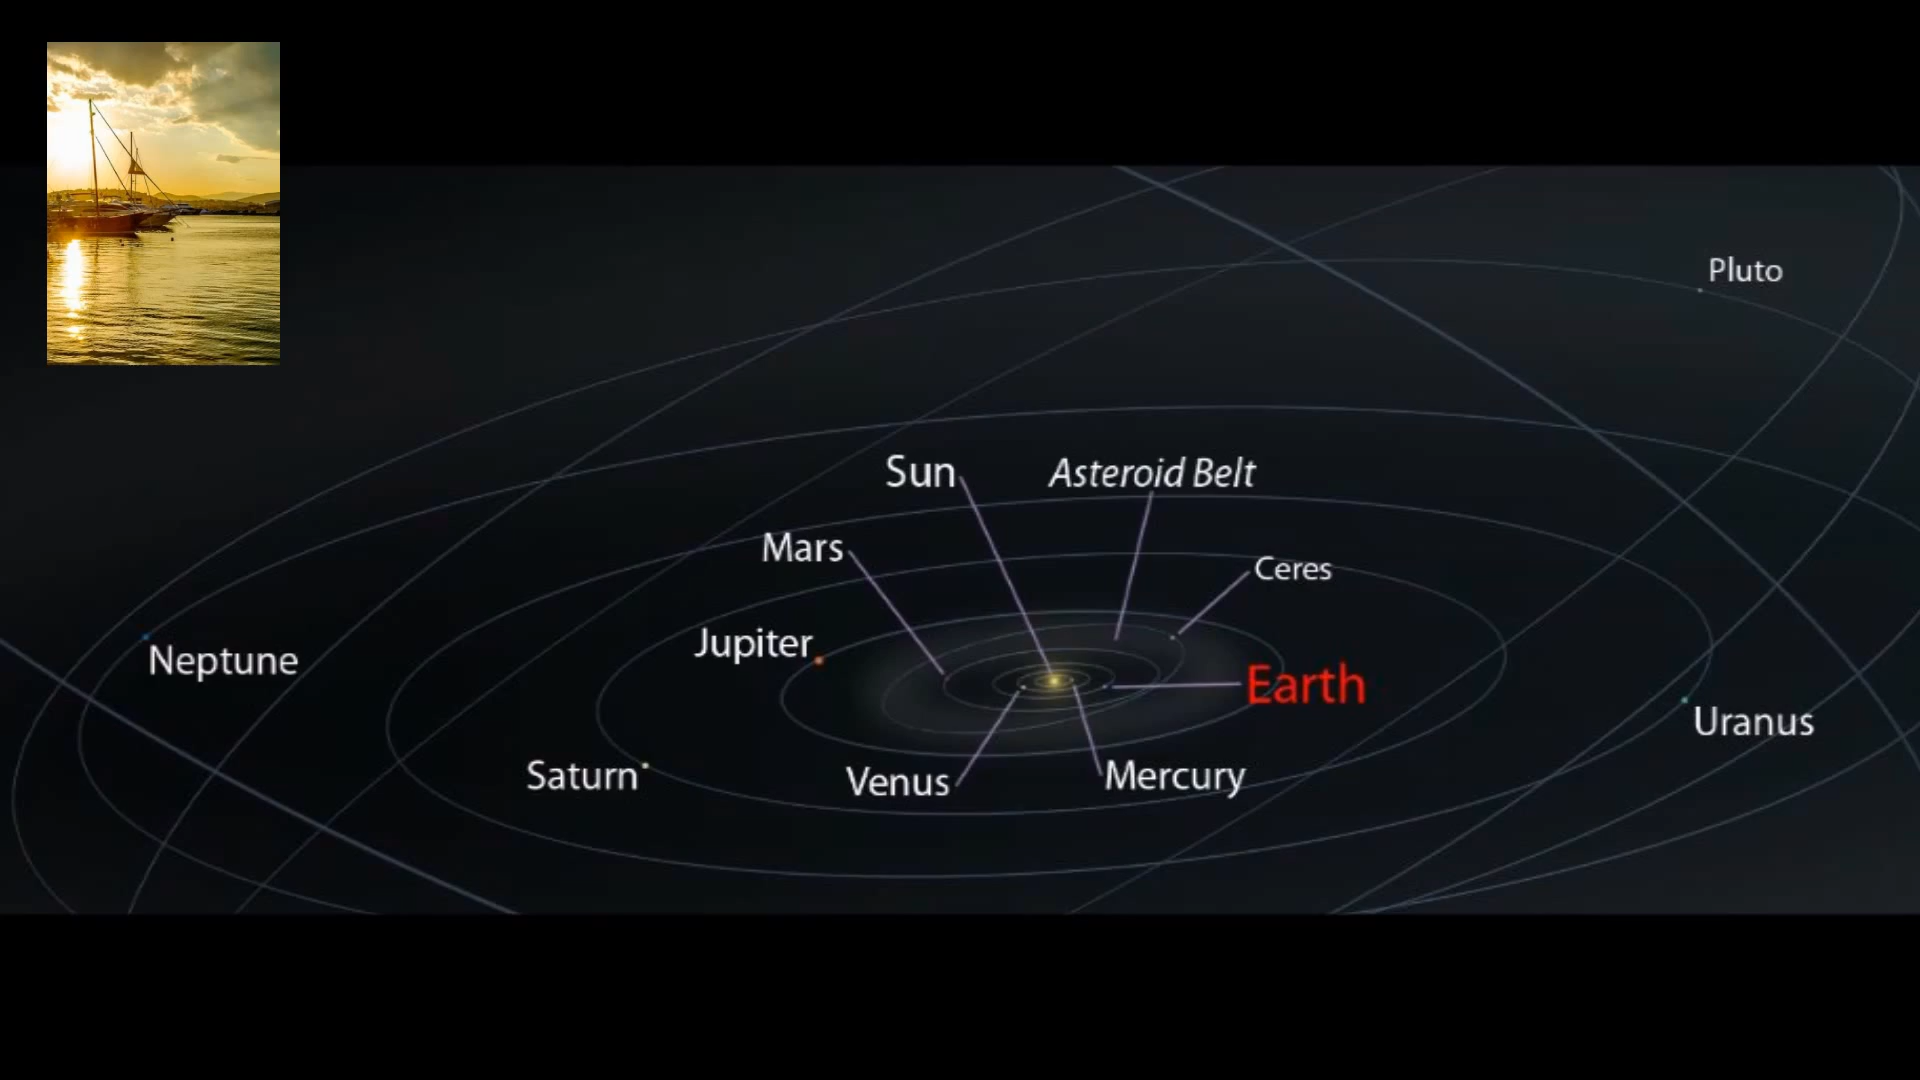 Pluto
Sun
Asteroid Belt
Mars
Ceres
Jupiter
Neptune
Earth
Uranus
Saturn
Venus
Mercury